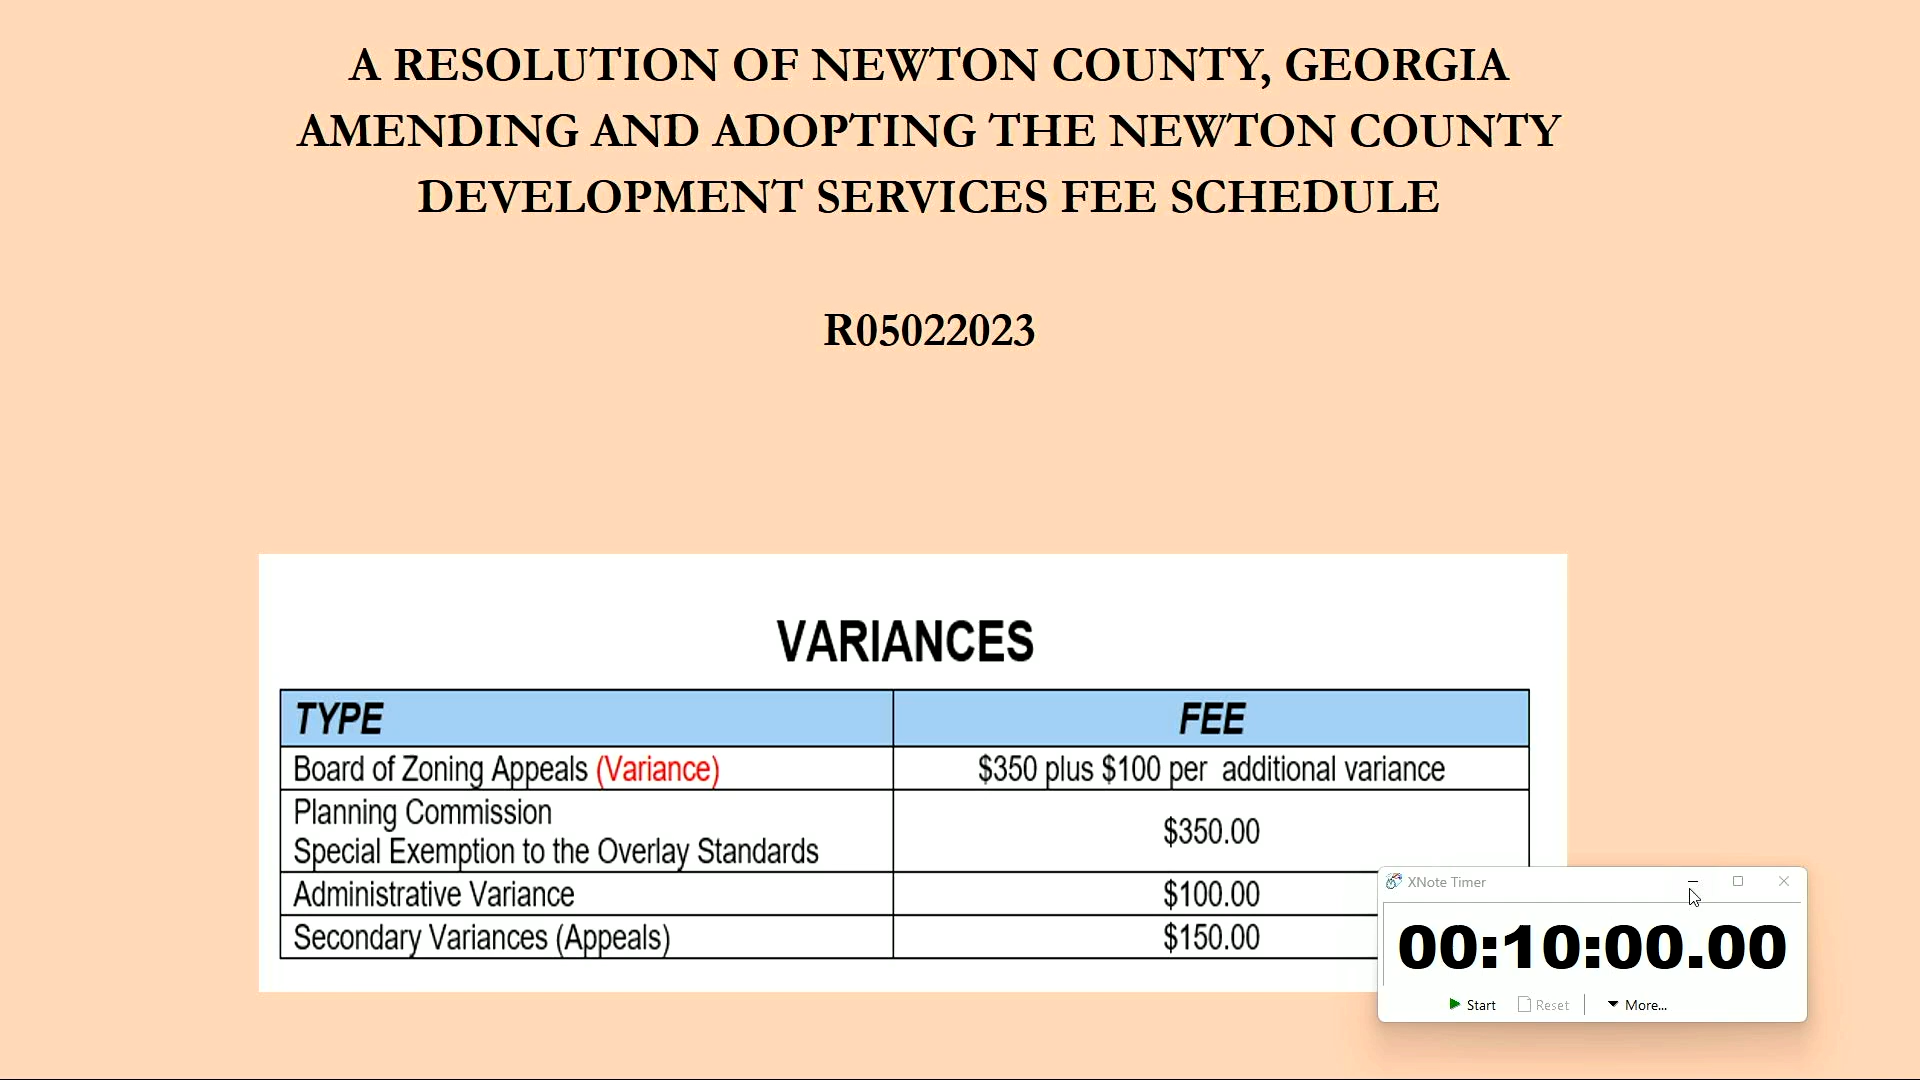 A RESOLUTION OF NEWTON COUNTY, GEORGIA
AMENDING AND ADOPTING THE NEWTON COUNTY
DEVELOPMENT SERVICES FEE SCHEDULE
R05022023
VARIANCES
TYPE FEE
Board of Zoning Appeals (Variance) $350 plus $100 per additional variance
Planning Commission
Special Exemption to the Overlay Standards $350.00
Administrative Variance $100.00
Secondary Variances (Appeals) $150.00
XNote Timer
00:10:00.00
Start Reset More...